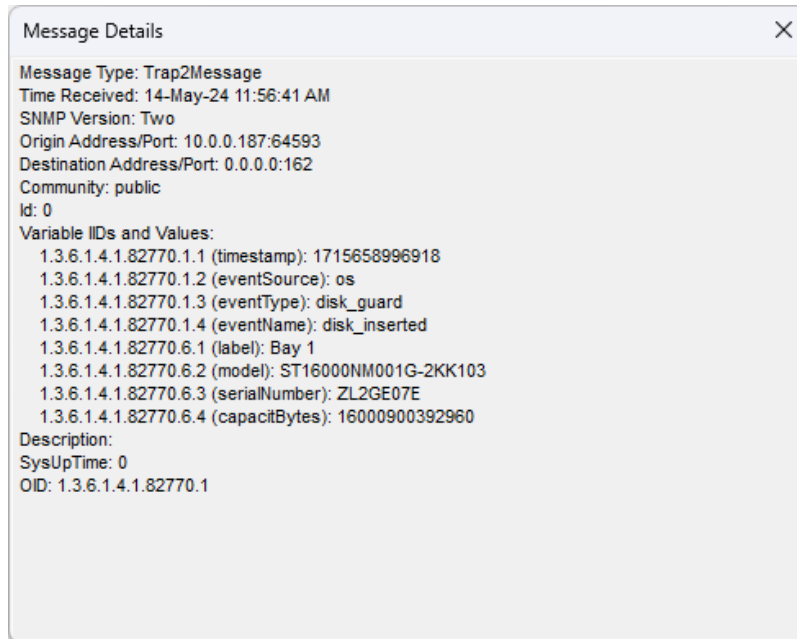 Message Details
Message Type: Trap2Message
Time Received: 14-May-24 11:56:41 AM
SNMP Version: Two
Origin Address/Port: 10.0.0.187:64593
Destination Address/Port: 0.0.0.0:162
Community: public
Id: 0
Variable IIDs and Values:
1.3.6.1.4.1.82770.1.1 (timestamp): 1715658996918
1.3.6.1.4.1.82770.1.2 (eventSource): os
1.3.6.1.4.1.82770.1.3 (eventType): disk_guard
1.3.6.1.4.1.82770.1.4 (eventName): disk_inserted
1.3.6.1.4.1.82770.6.1 (label): Bay 1
1.3.6.1.4.1.82770.6.2 (model): ST16000NM001G-2KK103
1.3.6.1.4.1.82770.6.3 (serialNumber): ZL2GE07E
1.3.6.1.4.1.82770.6.4 (capacitBytes): 16000900392960
Description:
SysUpTime: 0
OID: 1.3.6.1.4.1.82770.1